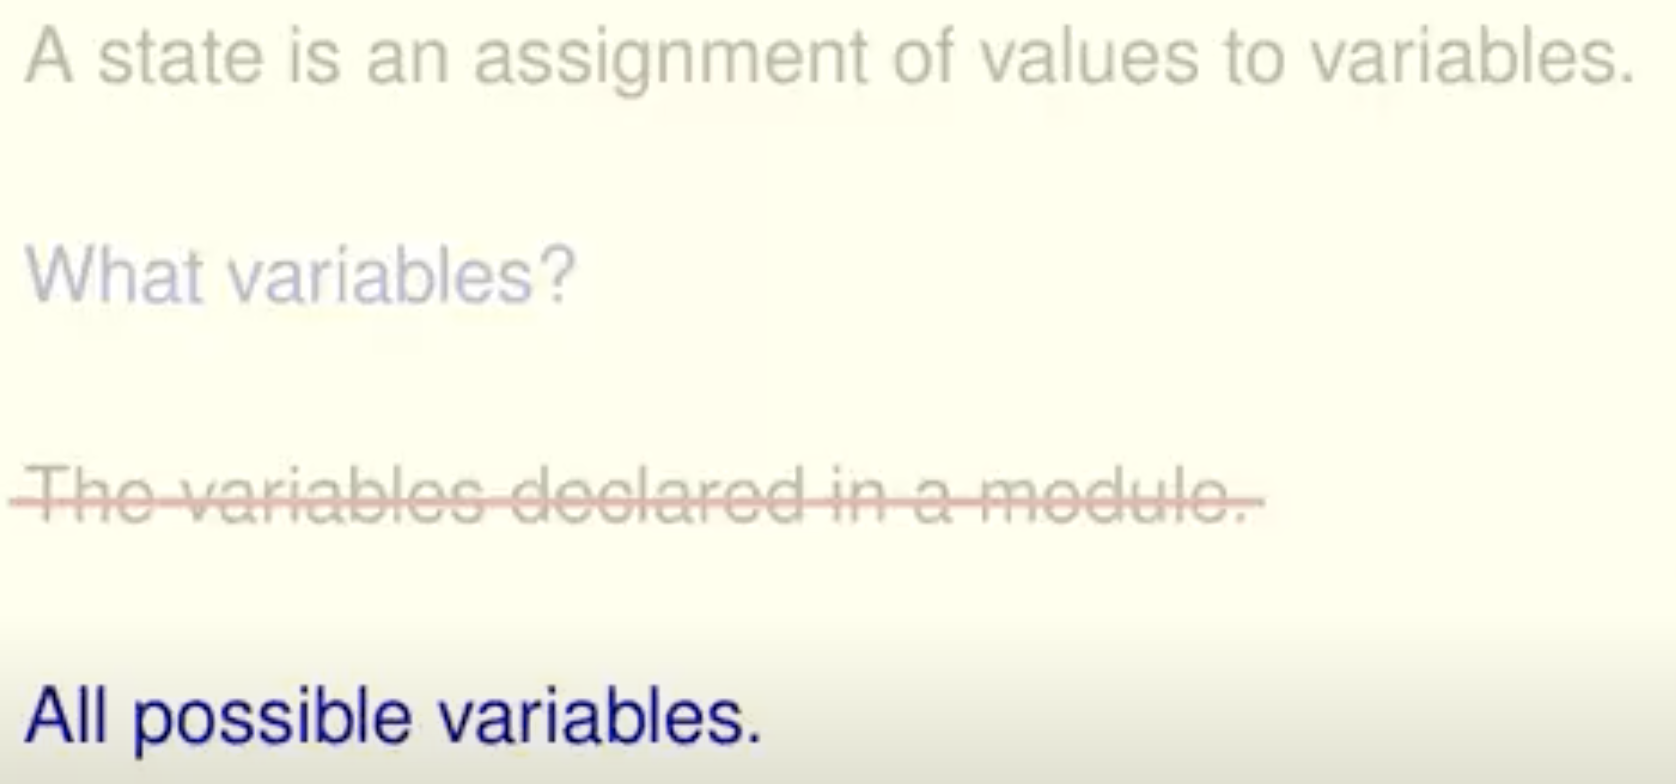 A state is an assignment of values to variables.
What variables?
The variables declared in a module.
All possible variables.